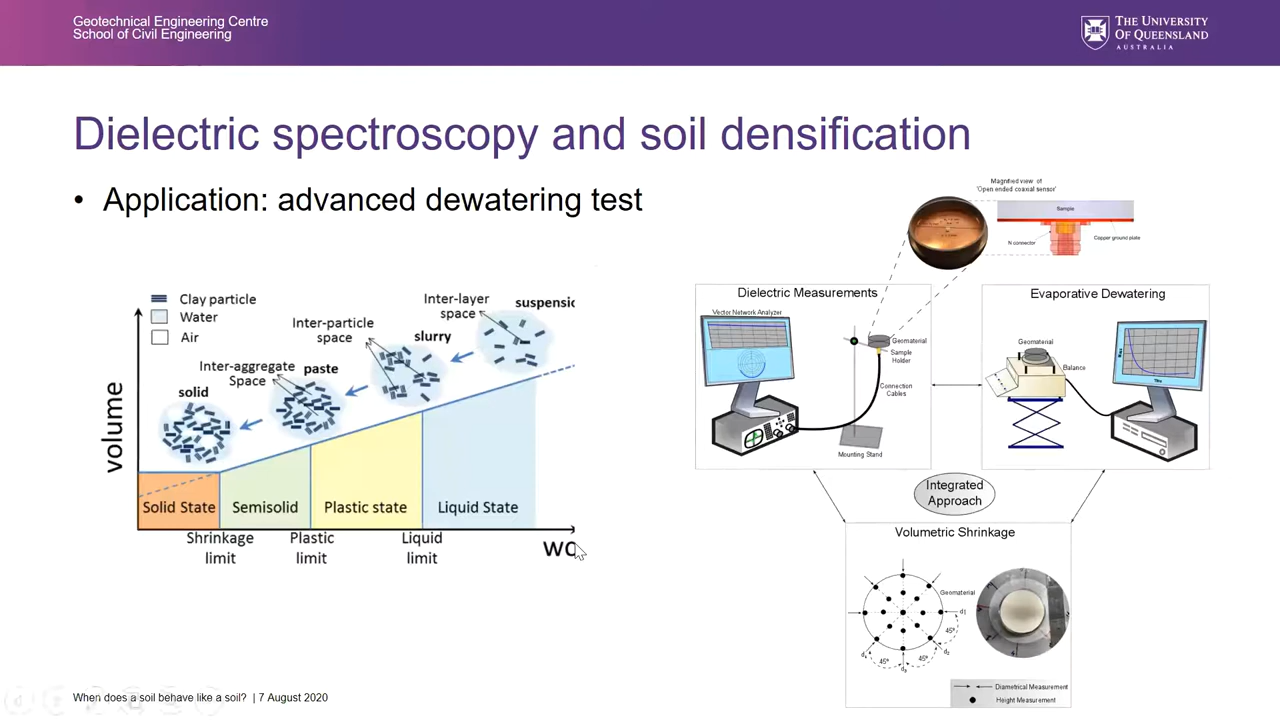 Geotechnical Engineering Centre
School of Civil Engineering
THE UNIVERSITY
OF QUEENSLAND
AUSTRALIA
Dielectric spectroscopy and soil densification
• Application: advanced dewatering test
Clay particle
Water
Air
Inter-layer
space
suspensic
Inter-particle
space
slurry
Inter-aggregate
Space
paste
solid
volume
Solid State
Semisolid
Plastic state
Liquid State
Shrinkage
limit
Plastic
limit
Liquid
limit
Magnified view of
'Open ended coaxial sensor'
Sample
N connector
Copper ground plate
Dielectric Measurements
Vector Network Analyzer
Geomaterial
Sample
Holder
Connection
Cables
Mounting Stand
Evaporative Dewatering
Geomaterial
Balance
Integrated
Approach
Volumetric Shrinkage
Geomaterial
45°
45°
45°
Diametrical Measurement
Height Measurement
When does a soil behave like a soil? | 7 August 2020